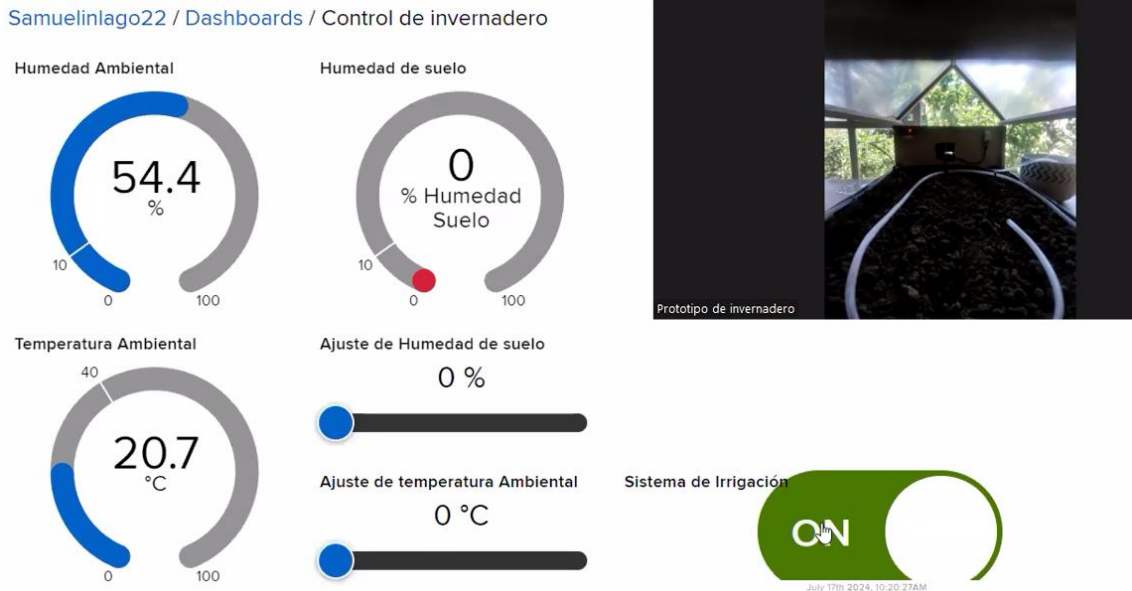 Samuelinlago22 / Dashboards / Control de invernadero
Humedad Ambiental
54.4
%
10
0
100
Humedad de suelo
0
% Humedad
Suelo
10
0
100
Prototipo de invernadero
Temperatura Ambiental
40
20.7
°C
0
100
Ajuste de Humedad de suelo
0 %
Ajuste de temperatura Ambiental
0 °C
Sistema de Irrigación
ON
July 17th 2024, 10:20:27AM